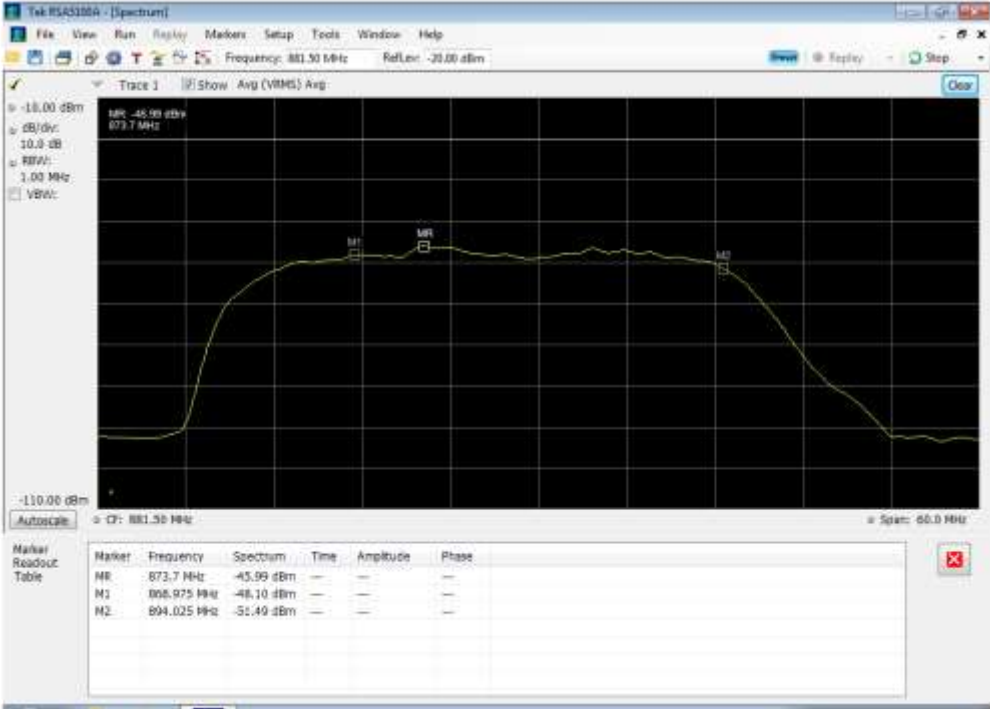 Tek RSA5100A - [Spectrum]
File View Run Replay Markers Setup Tools Window Help
Frequency: 881.50 MHz RefLev: -20.00 dBm Preset Replay Stop
Trace 1 Show Avg (VRMS) Avg Clear
-10.00 dBm
dB/div:
10.0 dB
RBW:
1.00 MHz
VBW:
MR: -45.99 dBm
873.7 MHz
M1
MR
M2
-110.00 dBm
Autoscale CF: 881.50 MHz Span: 60.0 MHz
Marker
Readout
Table
Marker Frequency Spectrum Time Amplitude Phase
MR 873.7 MHz -45.99 dBm --- --- ---
M1 868.975 MHz -48.10 dBm --- --- ---
M2 894.025 MHz -51.49 dBm --- --- ---